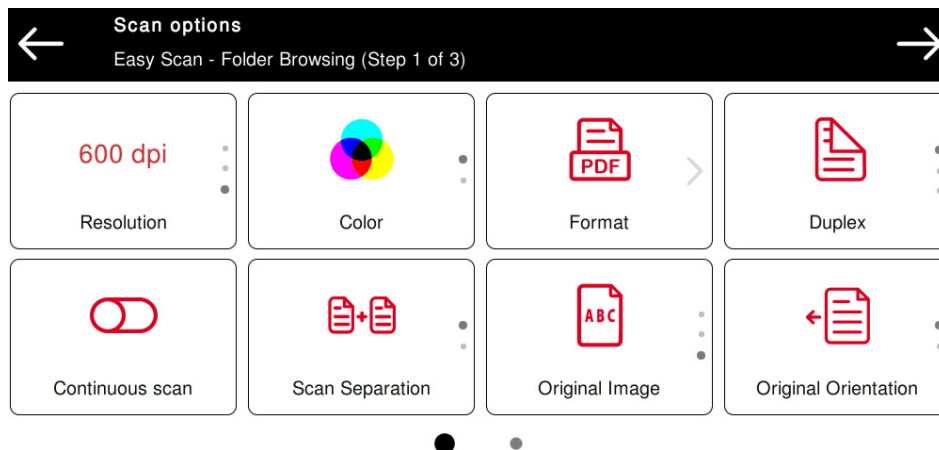 Scan options
Easy Scan - Folder Browsing (Step 1 of 3)
600 dpi
Resolution
Color
PDF
Format
Duplex
Continuous scan
Scan Separation
ABC
Original Image
Original Orientation